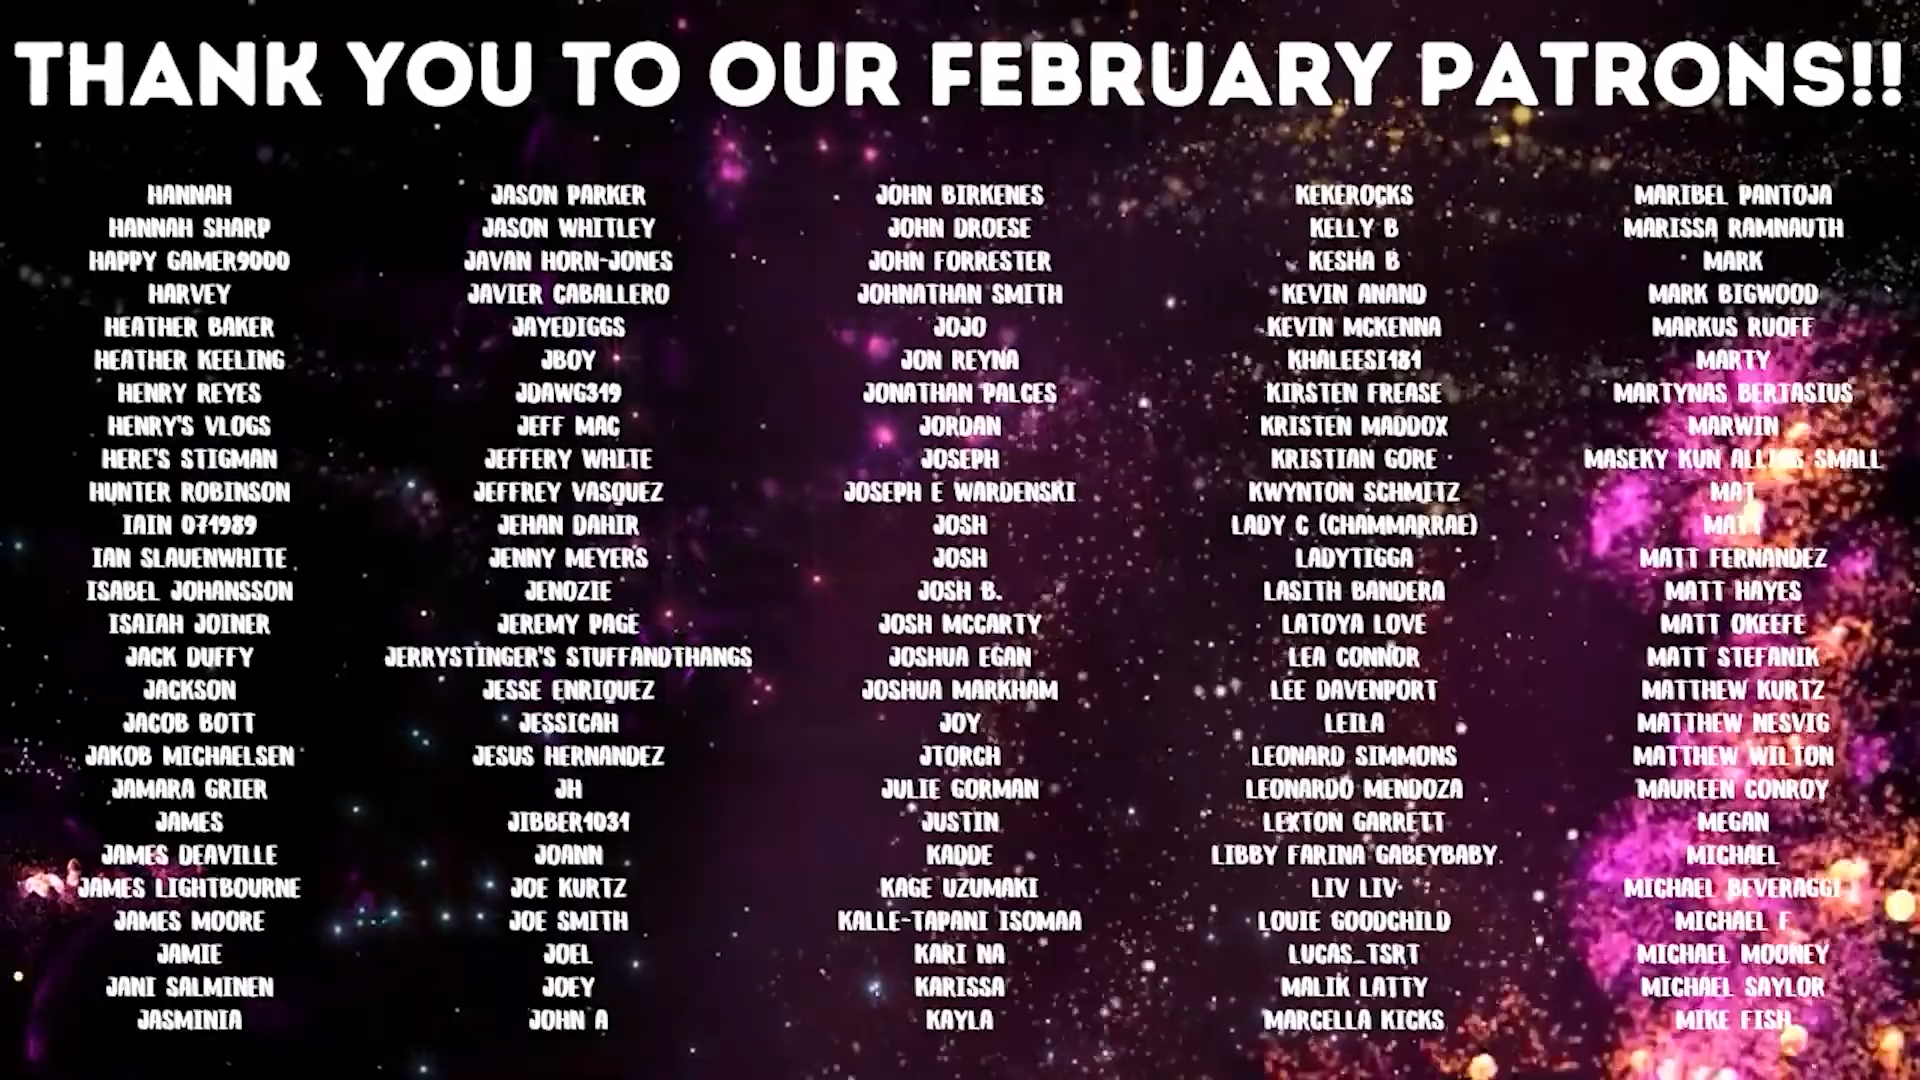 THANK YOU TO OUR FEBRUARY PATRONS!!
HANNAH
HANNAH SHARP
HAPPY GAMER9000
HARVEY
HEATHER BAKER
HEATHER KEELING
HENRY REYES
HENRY'S VLOGS
HERE'S STIGMAN
HUNTER ROBINSON
IAIN 071989
IAN SLAUENWHITE
ISABEL JOHANSSON
ISAIAH JOINER
JACK DUFFY
JACKSON
JACOB BOTT
JAKOB MICHAELSEN
JAMARA GRIER
JAMES
JAMES DEAVILLE
JAMES LIGHTBOURNE
JAMES MOORE
JAMIE
JANI SALMINEN
JASMINIA
JASON PARKER
JASON WHITLEY
JAVAN HORN-JONES
JAVIER CABALLERO
JAYEDIGGS
JBOY
JDAWG319
JEFF MAC
JEFFERY WHITE
JEFFREY VASQUEZ
JEHAN DAHIR
JENNY MEYERS
JENOZIE
JEREMY PAGE
JERRYSTINGER'S STUFFANDTHANGS
JESSE ENRIQUEZ
JESSICAH
JESUS HERNANDEZ
JH
JIBBER1031
JOANN
JOE KURTZ
JOE SMITH
JOEL
JOEY
JOHN A
JOHN BIRKENES
JOHN DROESE
JOHN FORRESTER
JOHNATHAN SMITH
JOJO
JON REYNA
JONATHAN PALCES
JORDAN
JOSEPH
JOSEPH E WARDENSKI
JOSH
JOSH
JOSH B.
JOSH MCCARTY
JOSHUA EGAN
JOSHUA MARKHAM
JOY
JTORCH
JULIE GORMAN
JUSTIN
KADDE
KAGE UZUMAKI
KALLE-TAPANI ISOMAA
KARI NA
KARISSA
KAYLA
KEKEROCKS
KELLY B
KESHA B
KEVIN ANAND
KEVIN MCKENNA
KHALEESI181
KIRSTEN FREASE
KRISTEN MADDOX
KRISTIAN GORE
KWYNTON SCHMITZ
LADY C (CHAMMARRAE)
LADYTIGGA
LASITH BANDERA
LATOYA LOVE
LEA CONNOR
LEE DAVENPORT
LEILA
LEONARD SIMMONS
LEONARDO MENDOZA
LEXTON GARRETT
LIBBY FARINA GABEYBABY
LIV LIV
LOUIE GOODCHILD
LUCAS_TSRT
MALIK LATTY
MARCELLA KICKS
MARIBEL PANTOJA
MARISSA RAMNAUTH
MARK
MARK BIGWOOD
MARKUS RUOFF
MARTY
MARTYNAS BERTASIUS
MARWIN
MASEKY KUN SMALL
MAT
MATT
MATT FERNANDEZ
MATT HAYES
MATT OKEEFE
MATT STEFANIK
MATTHEW KURTZ
MATTHEW NESVIG
MATTHEW WILTON
MAUREEN CONROY
MEGAN
MICHAEL
MICHAEL BEVERAGGI
MICHAEL F
MICHAEL MOONEY
MICHAEL SAYLOR
MIKE FISH